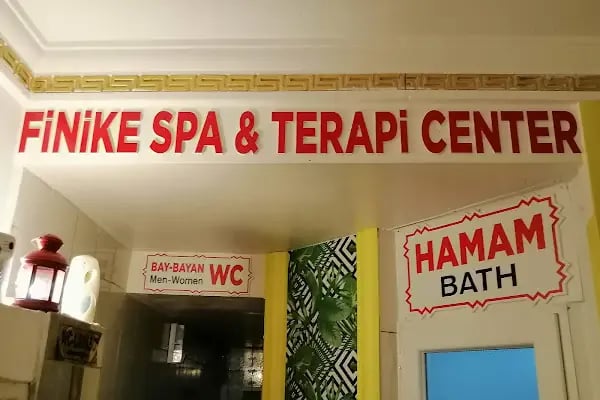 FiNiKE SPA & TERAPi CENTER
BAY-BAYAN
Men-Women
WC
HAMAM
BATH